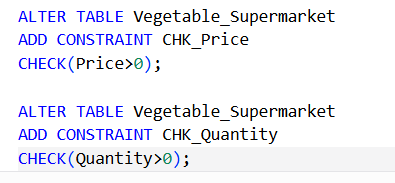 ALTER TABLE Vegetable_Supermarket
ADD CONSTRAINT CHK_Price
CHECK(Price>0);
ALTER TABLE Vegetable_Supermarket
ADD CONSTRAINT CHK_Quantity
CHECK(Quantity>0);